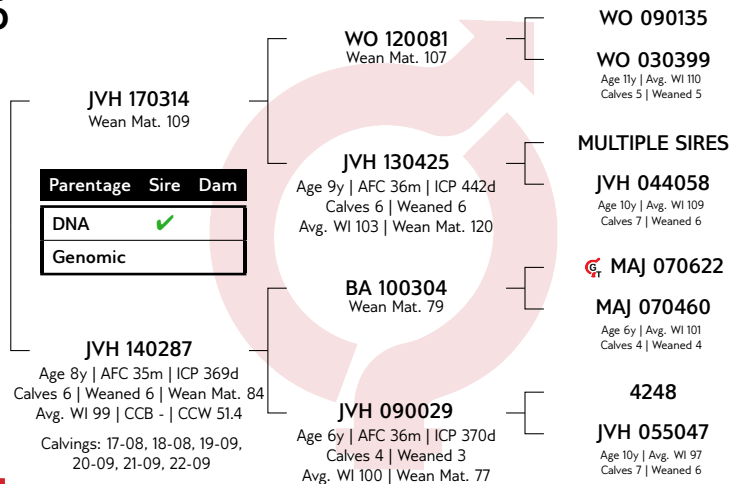 JVH 170314
Wean Mat. 109
Parentage Sire Dam
DNA ✔
Genomic
JVH 140287
Age 8y | AFC 35m | ICP 369d
Calves 6 | Weaned 6 | Wean Mat. 84
Avg. WI 99 | CCB - | CCW 51.4
Calvings: 17-08, 18-08, 19-09,
20-09, 21-09, 22-09
WO 120081
Wean Mat. 107
JVH 130425
Age 9y | AFC 36m | ICP 442d
Calves 6 | Weaned 6
Avg. WI 103 | Wean Mat. 120
BA 100304
Wean Mat. 79
JVH 090029
Age 6y | AFC 36m | ICP 370d
Calves 4 | Weaned 3
Avg. WI 100 | Wean Mat. 77
WO 090135
WO 030399
Age 11y | Avg. WI 110
Calves 5 | Weaned 5
MULTIPLE SIRES
JVH 044058
Age 10y | Avg. WI 109
Calves 7 | Weaned 6
GT MAJ 070622
MAJ 070460
Age 6y | Avg. WI 101
Calves 4 | Weaned 4
4248
JVH 055047
Age 10y | Avg. WI 97
Calves 7 | Weaned 6